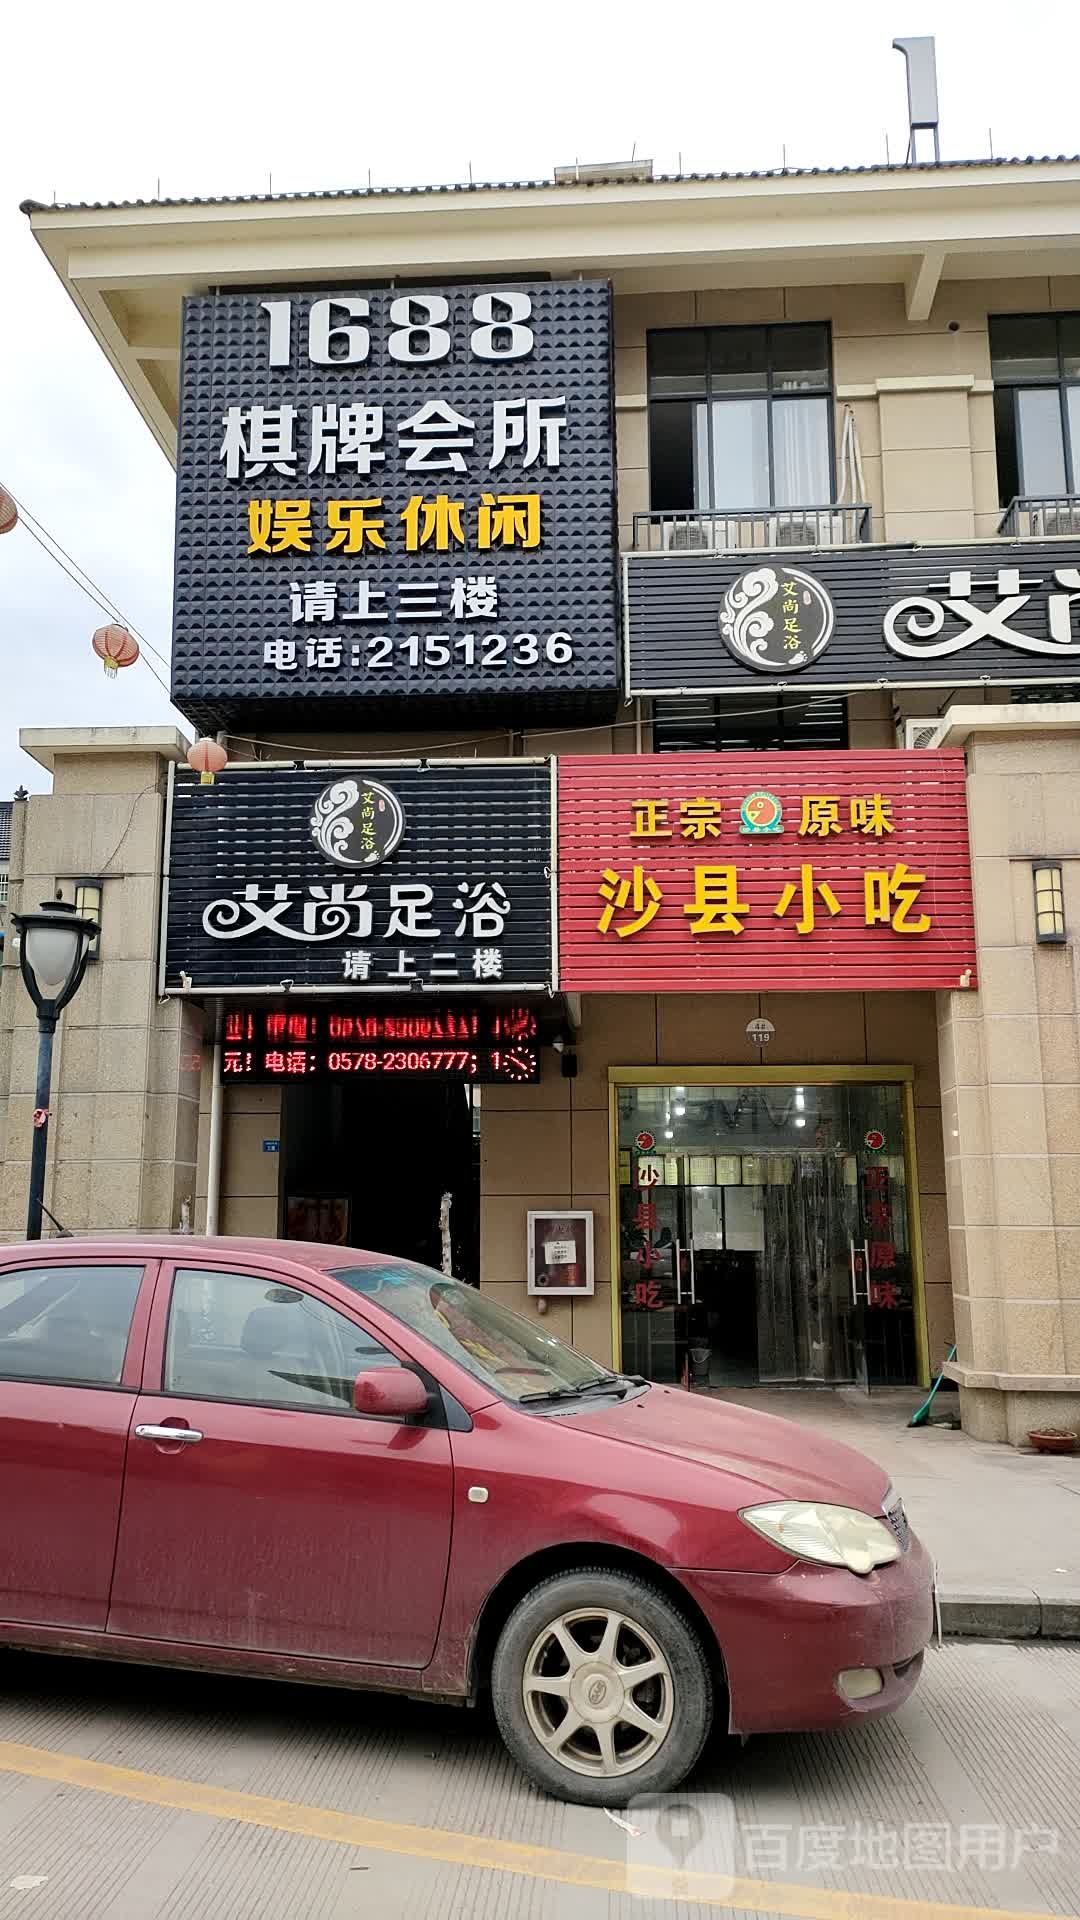 1688
棋牌会所
娱乐休闲
请上三楼
电话:2151236
艾尚足浴
艾尚
艾尚足浴
艾尚足浴
请上二楼
正宗 原味
沙县小吃
元! 电话: 0578-2306777; 1
4#
119
沙县小吃
正宗原味
百度地图用户